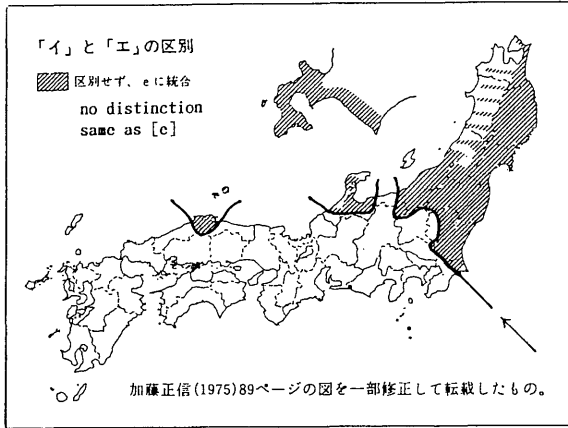 「イ」と「エ」の区別
区別せず、eに統合
no distinction
same as [e]
加藤正信(1975)89ページの図を一部修正して転載したもの。